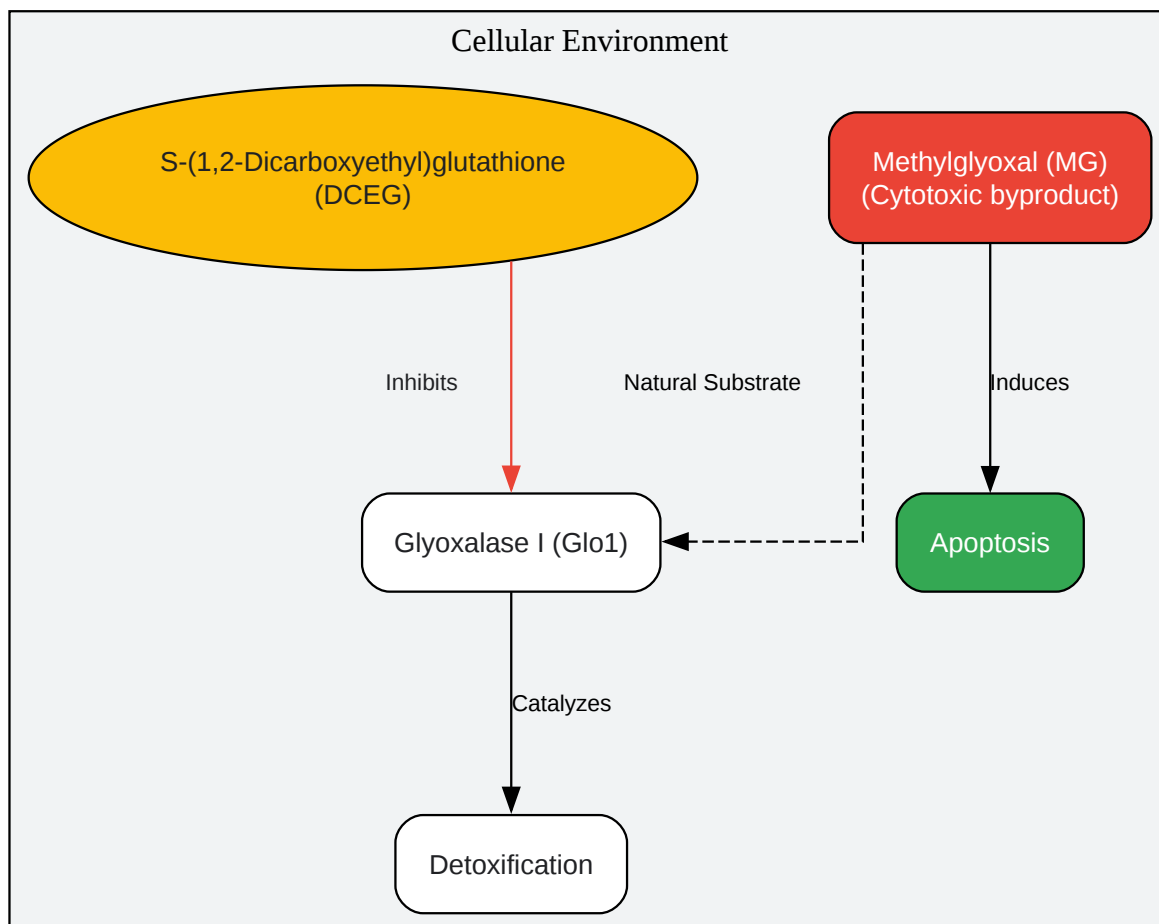 Cellular Environment
S-(1,2-Dicarboxyethyl)glutathione
(DCEG)
Methylglyoxal (MG)
(Cytotoxic byproduct)
Inhibits
Natural Substrate
Induces
Glyoxalase I (Glo1)
Apoptosis
Catalyzes
Detoxification